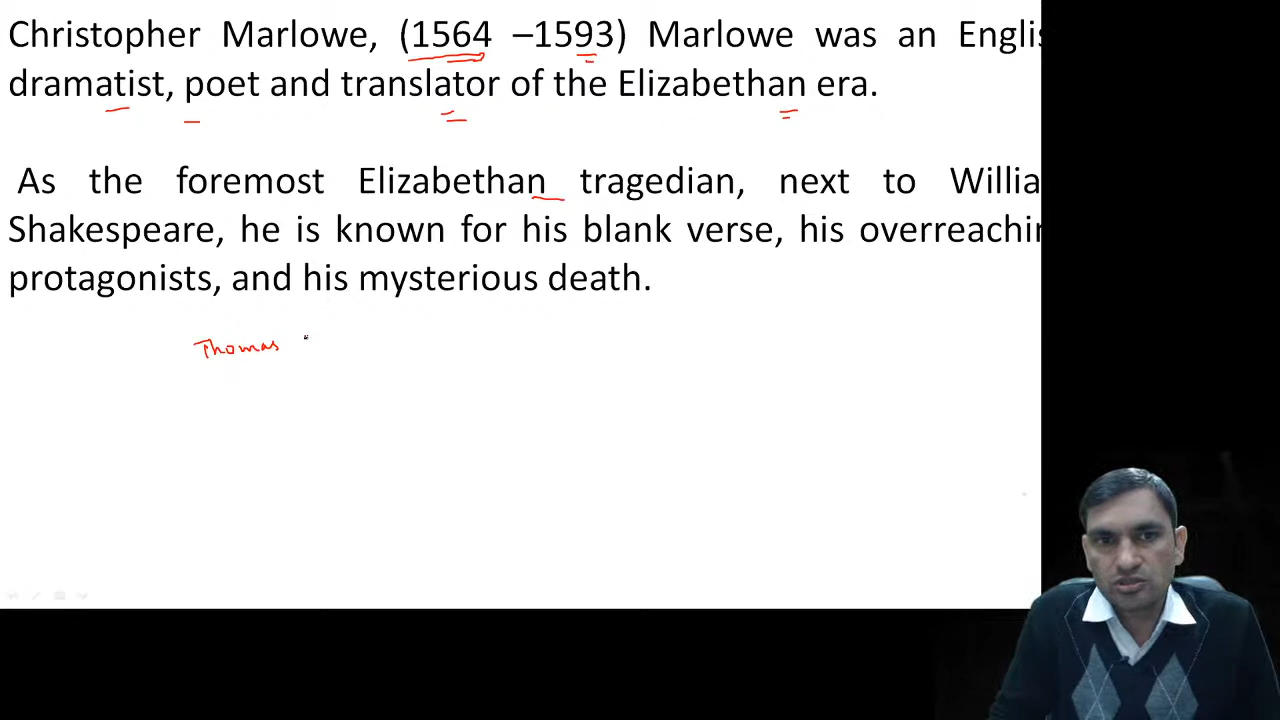 Christopher Marlowe, (1564 –1593) Marlowe was an Englis
dramatist, poet and translator of the Elizabethan era.
As the foremost Elizabethan tragedian, next to Willia
Shakespeare, he is known for his blank verse, his overreachin
protagonists, and his mysterious death.
Thomas